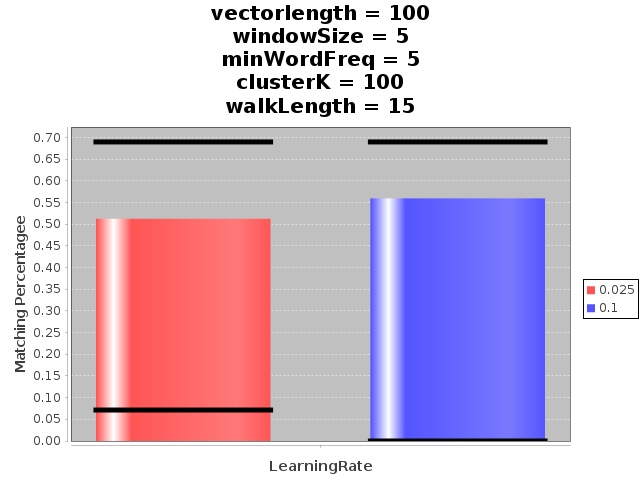 vectorlength = 100
windowSize = 5
minWordFreq = 5
clusterK = 100
walkLength = 15
0.70
0.65
0.60
0.55
0.50
0.45
0.40
0.35
0.30
0.25
0.20
0.15
0.10
0.05
0.00
Matching Percentagee
LearningRate
0.025
0.1